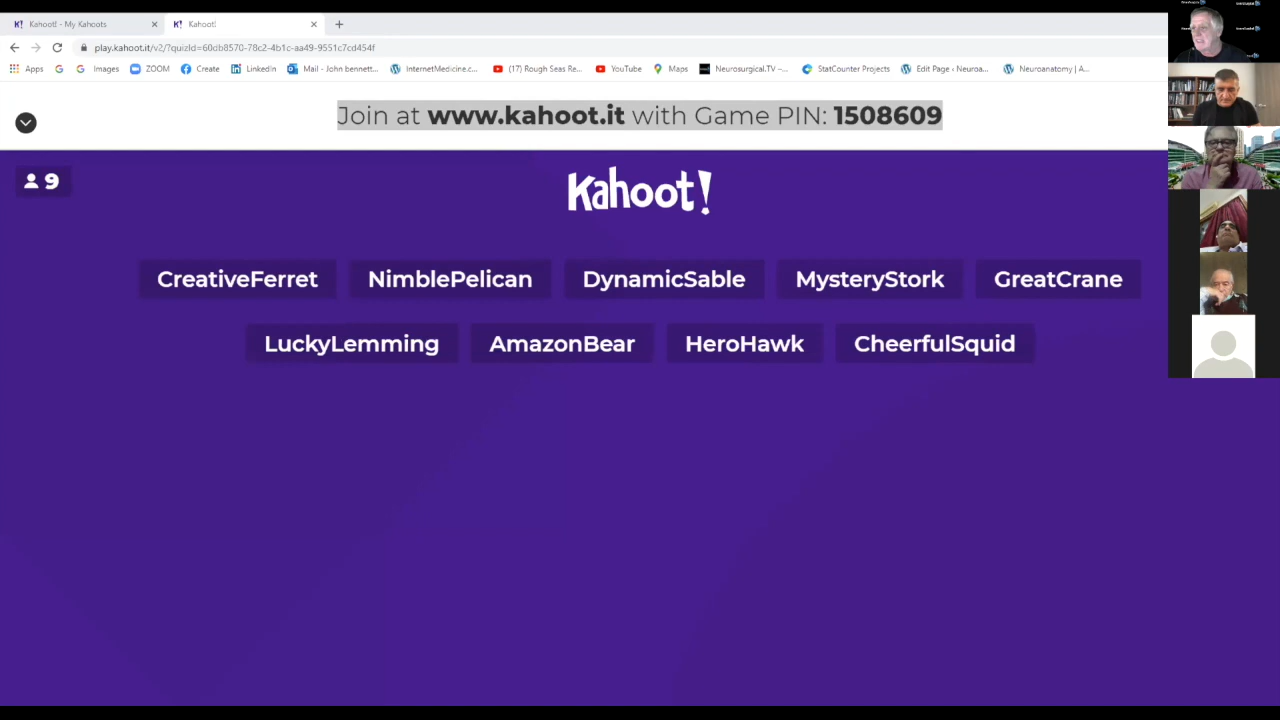 Kahoot! - My Kahoots
Kahoot!
play.kahoot.it/v2/?quizId=60db8570-78c2-4b1c-aa49-9551c7cd454f
Apps Images ZOOM Create LinkedIn Mail - John bennett... InternetMedicine.c... (17) Rough Seas Re... YouTube Maps Neurosurgical.TV –... StatCounter Projects Edit Page ‹ Neuroa... Neuroanatomy | A...
Join at www.kahoot.it with Game PIN: 1508609
9
Kahoot!
CreativeFerret NimblePelican DynamicSable MysteryStork GreatCrane
LuckyLemming AmazonBear HeroHawk CheerfulSquid